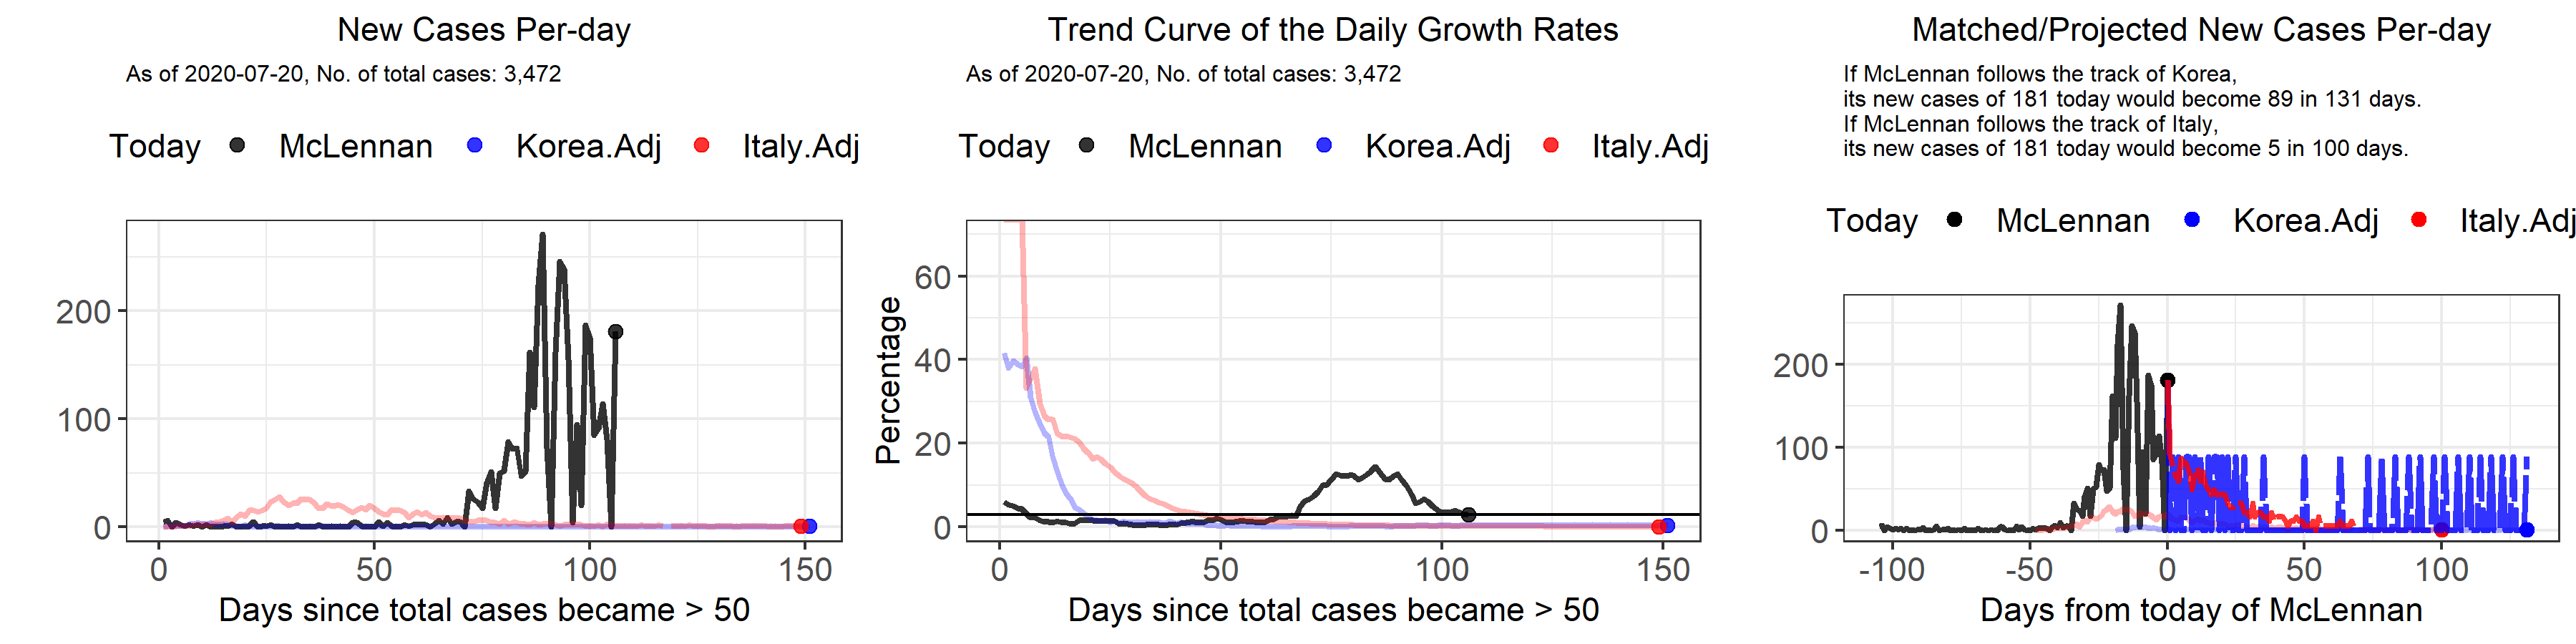 New Cases Per-day
As of 2020-07-20, No. of total cases: 3,472
Today McLennan Korea.Adj Italy.Adj
200
100
0
0 50 100 150
Days since total cases became > 50
Trend Curve of the Daily Growth Rates
As of 2020-07-20, No. of total cases: 3,472
Today McLennan Korea.Adj Italy.Adj
Percentage
60
40
20
0
0 50 100 150
Days since total cases became > 50
Matched/Projected New Cases Per-day
If McLennan follows the track of Korea,
its new cases of 181 today would become 89 in 131 days.
If McLennan follows the track of Italy,
its new cases of 181 today would become 5 in 100 days.
Today McLennan Korea.Adj Italy.Adj
200
100
0
-100 -50 0 50 100
Days from today of McLennan